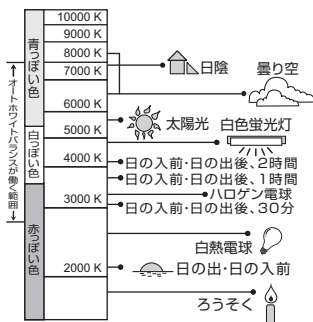 オートホワイトバランスが働く範囲
青っぽい色
白っぽい色
赤っぽい色
10000 K
9000 K
8000 K
7000 K
6000 K
5000 K
4000 K
3000 K
2000 K
日陰
曇り空
太陽光
白色蛍光灯
日の入前・日の出後、2時間
日の入前・日の出後、1時間
ハロゲン電球
日の入前・日の出後、30分
白熱電球
日の出・日の入前
ろうそく